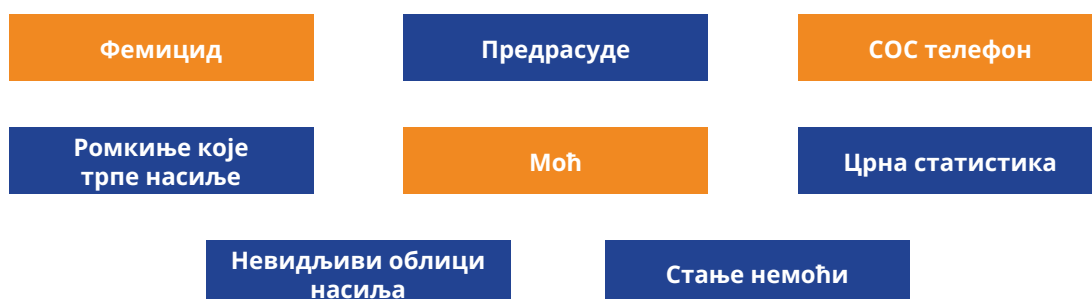 Фемицид
Предрасуде
СОС телефон
Ромкиње које
трпе насиље
Моћ
Црна статистика
Невидљиви облици
насиља
Стање немоћи